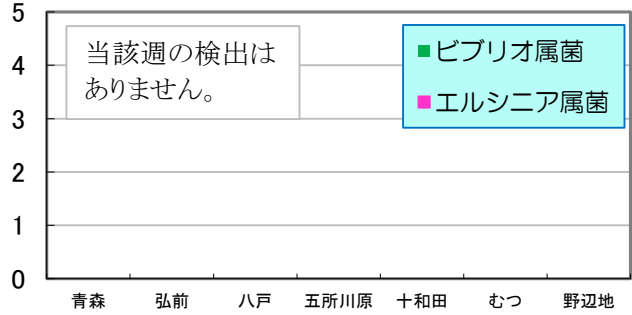 5
4
3
2
1
0
当該週の検出は
ありません。
■ビブリオ属菌
■エルシニア属菌
青森 弘前 八戸 五所川原 十和田 むつ 野辺地